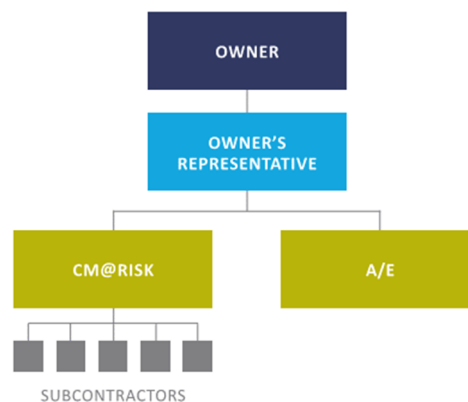 OWNER
OWNER'S
REPRESENTATIVE
CM@RISK
A/E
SUBCONTRACTORS